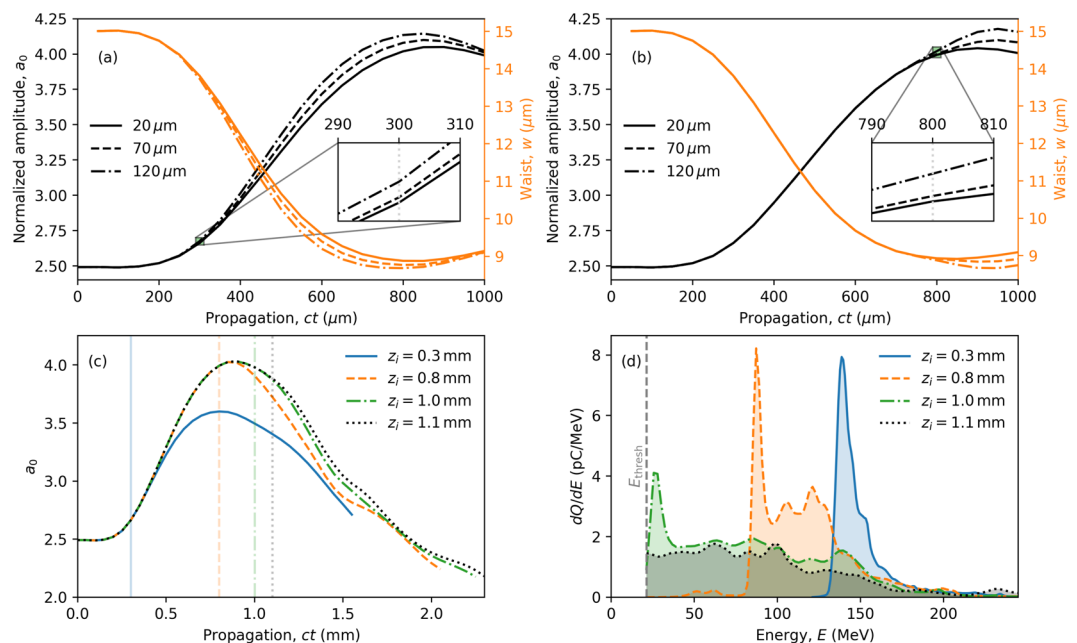 4.25
4.00
3.75
3.50
3.25
3.00
2.75
2.50
Normalized amplitude, a₀
(a)
20 μm
70 μm
120 μm
290
300
310
15
14
13
12
11
10
9
Waist, w (μm)
0
200
400
600
800
1000
Propagation, ct (μm)
4.25
4.00
3.75
3.50
3.25
3.00
2.75
2.50
Normalized amplitude, a₀
(b)
20 μm
70 μm
120 μm
790
800
810
15
14
13
12
11
10
9
Waist, w (μm)
0
200
400
600
800
1000
Propagation, ct (μm)
4.0
3.5
3.0
2.5
2.0
a₀
(c)
zᵢ = 0.3 mm
zᵢ = 0.8 mm
zᵢ = 1.0 mm
zᵢ = 1.1 mm
0.0
0.5
1.0
1.5
2.0
Propagation, ct (mm)
8
6
4
2
0
dQ/dE (pC/MeV)
E_thresh
(d)
zᵢ = 0.3 mm
zᵢ = 0.8 mm
zᵢ = 1.0 mm
zᵢ = 1.1 mm
0
50
100
150
200
Energy, E (MeV)